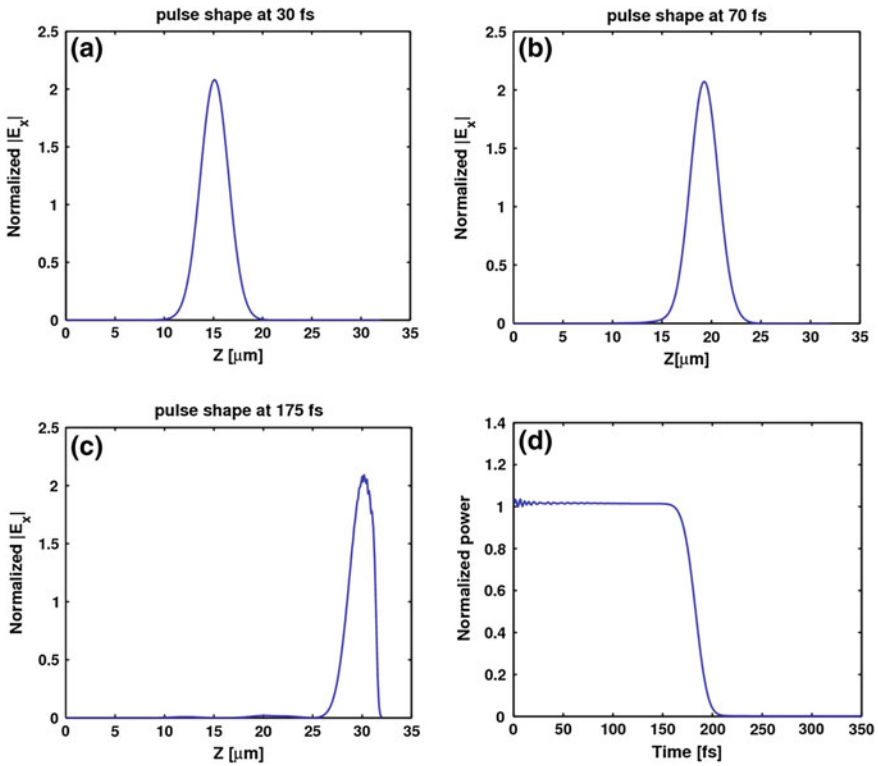 pulse shape at 30 fs
(a)
2.5
2
1.5
1
0.5
0
Normalized |E_x|
0 5 10 15 20 25 30 35
Z [μm]
pulse shape at 70 fs
(b)
2.5
2
1.5
1
0.5
0
Normalized |E_x|
0 5 10 15 20 25 30 35
Z[μm]
pulse shape at 175 fs
(c)
2.5
2
1.5
1
0.5
0
Normalized |E_x|
0 5 10 15 20 25 30 35
Z [μm]
(d)
1.4
1.2
1
0.8
0.6
0.4
0.2
0
Normalized power
0 50 100 150 200 250 300 350
Time [fs]